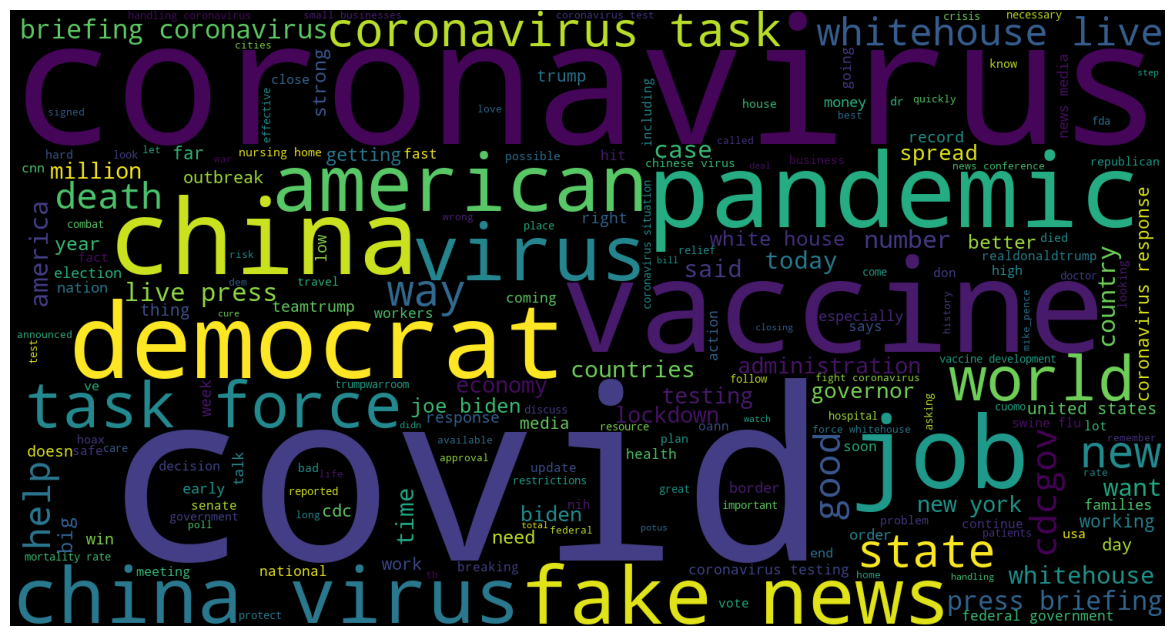 handling coronavirus small businesses coronavirus test crisis necessary
briefing coronavirus coronavirus task whitehouse live
cities close strong trump going know news media step
coronavirus
signed effective love including house money best dr quickly fda
hard look let far nursing home getting fast possible hit case called record spread
cnn million war outbreak american right chinese virus deal business news conference republican
death china wrong place pandemic
combat year fact america election nation risk low virus coronavirus situation white house relief bill number better died
said today come don realdonaldtrump high doctor looking country coronavirus response
live press dem travel teamtrump way coming
thing cure workers closing vaccine especially history mike_pence
announced test democrat action says
ve trumpwarroom economy countries administration vaccine development world
task force week joe biden discuss follow testing fight coronavirus governor
didn response media lockdown resource oann watch hospital force whitehouse asking cuomo united states
doesn hoax safe care talk available plan health good soon job swine flu lot remember new
help big decision bad life approval update restrictions great cdcgov rate want
early reported covid nih border important families
senate government poll long cdc time biden new york working
win need total federal potus end order problem continue patients usa day
mortality rate meeting national work breaking coronavirus testing state home handling whitehouse
china virus th fake news press briefing
protect vote federal government